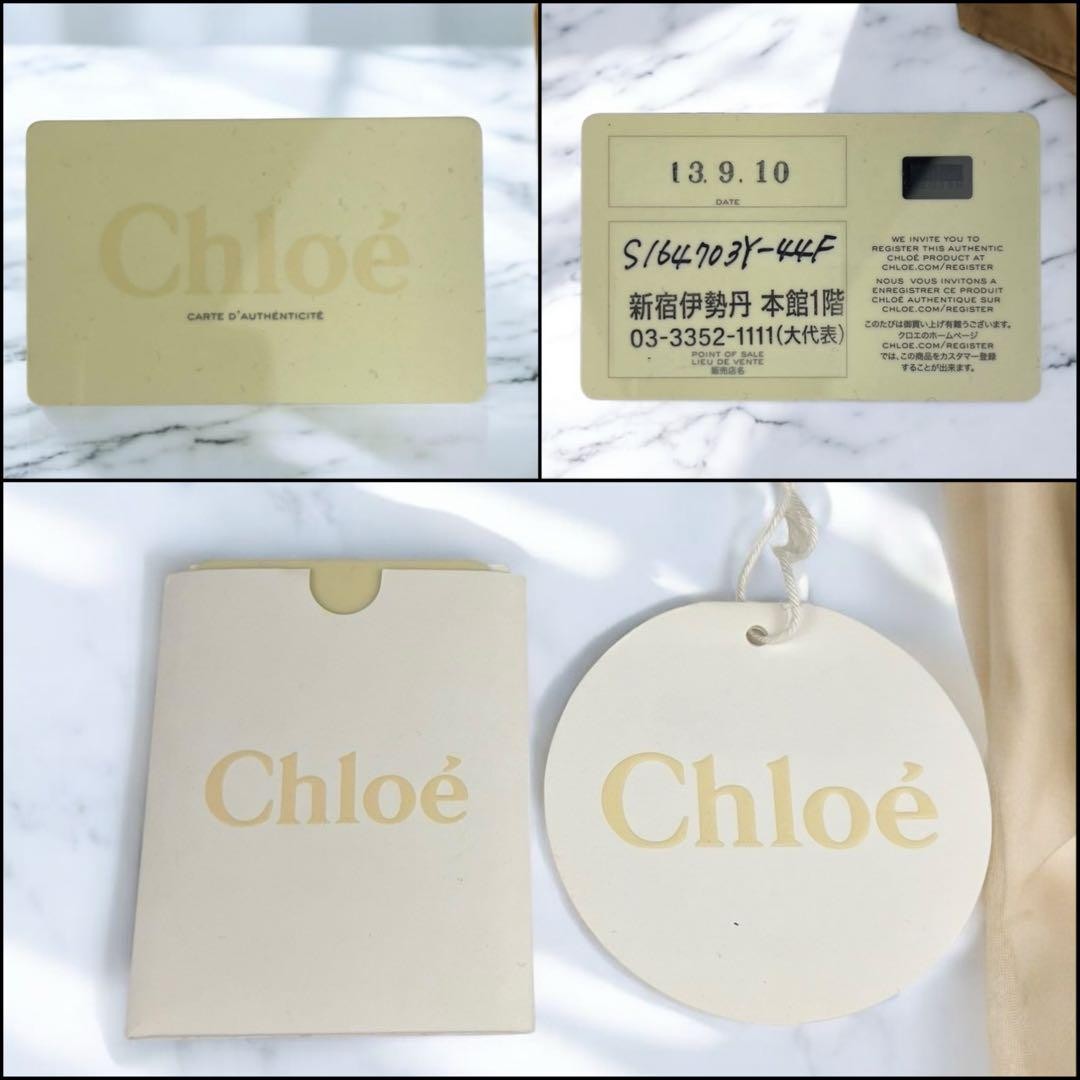 Chloé
CARTE D'AUTHÉNTICITÉ
13.9.10
DATE
S164703Y-44F
新宿伊勢丹 本館1階
03-3352-1111(大代表)
POINT OF SALE
LIEU DE VENTE
販売店名
WE INVITE YOU TO
REGISTER THIS AUTHENTIC
CHLOÉ PRODUCT AT
CHLOE.COM/REGISTER
NOUS VOUS INVITONS A
ENREGISTRER CE PRODUIT
CHLOÉ AUTHENTIQUE SUR
CHLOE.COM/REGISTER
このたびは御買い上げ有難うございます。
クロエのホームページ
CHLOE.COM/REGISTER
では、この商品をカスタマー登録
することが出来ます。
Chloé
Chloé